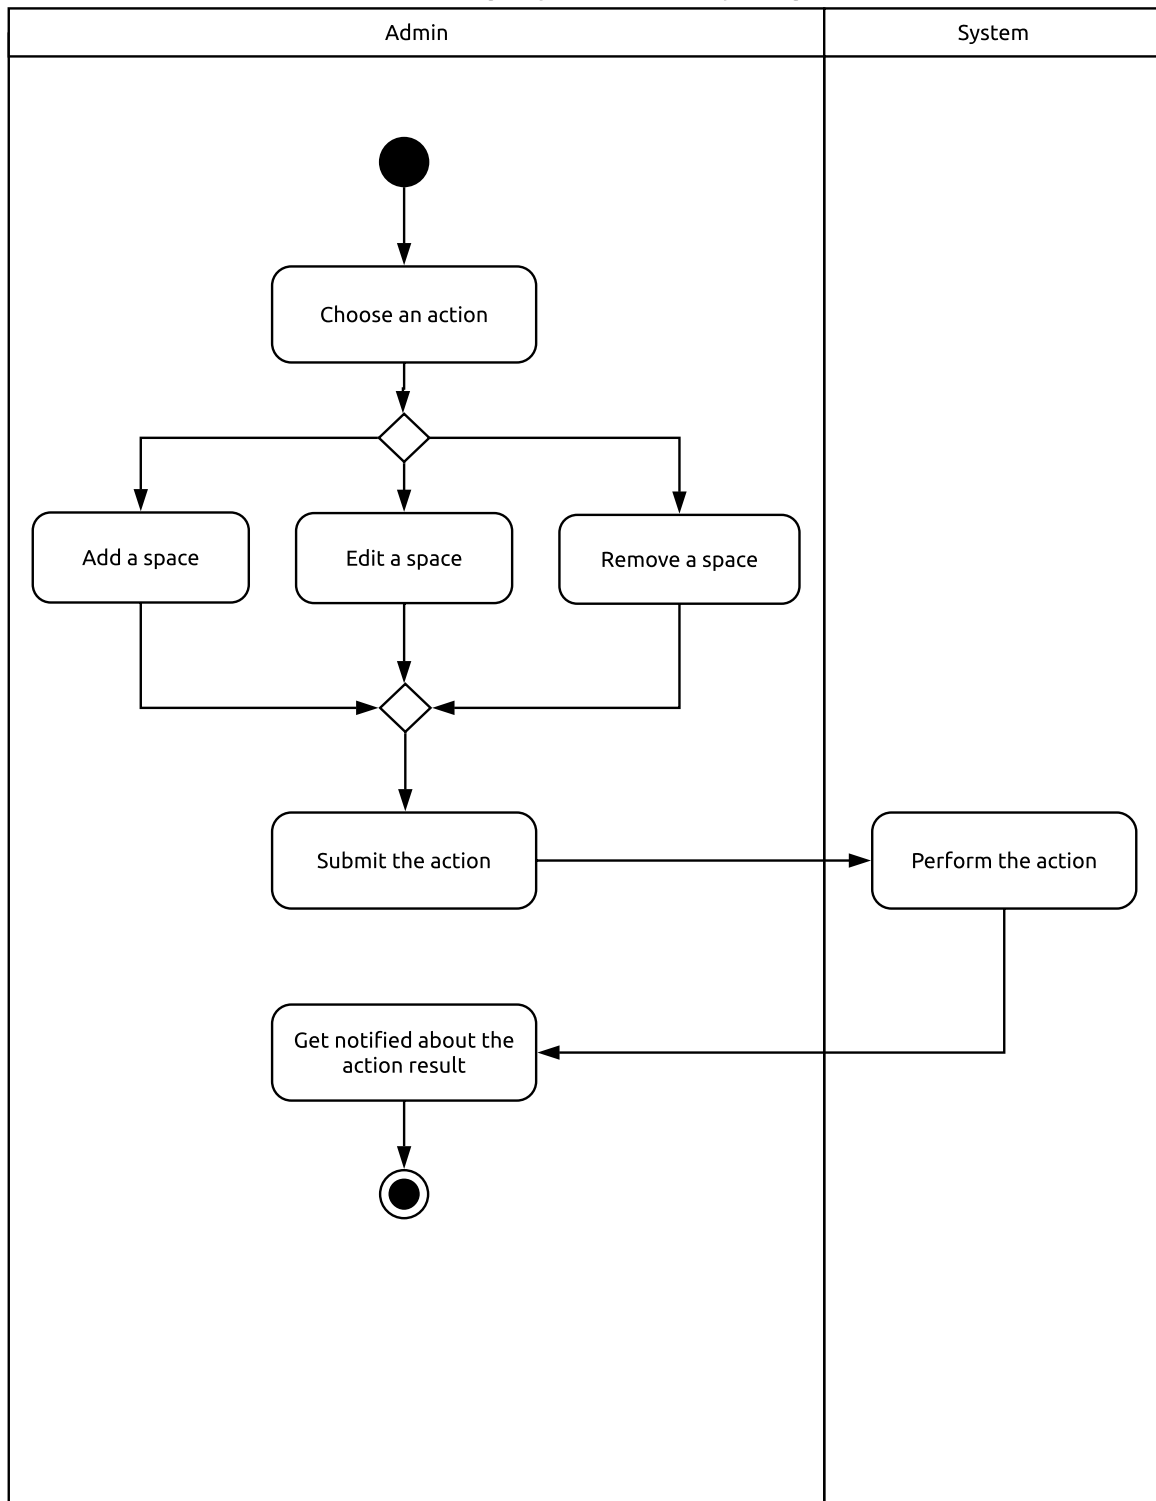 Admin
System
Choose an action
Add a space
Edit a space
Remove a space
Submit the action
Perform the action
Get notified about the
action result